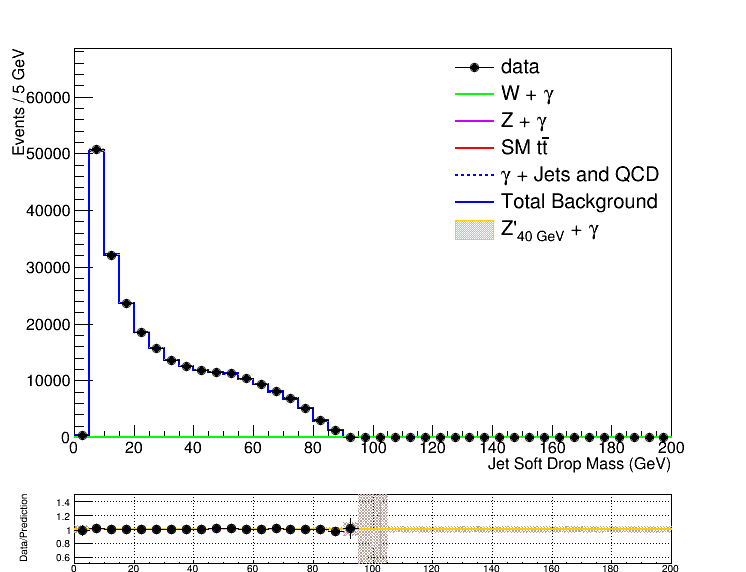 Events / 5 GeV
60000
50000
40000
30000
20000
10000
0
data
W + γ
Z + γ
SM tt̄
γ + Jets and QCD
Total Background
Z'40 GeV + γ
0 20 40 60 80 100 120 140 160 180 200
Jet Soft Drop Mass (GeV)
Data/Prediction
1.4
1.2
1
0.8
0.6
0 20 40 60 80 100 120 140 160 180 200